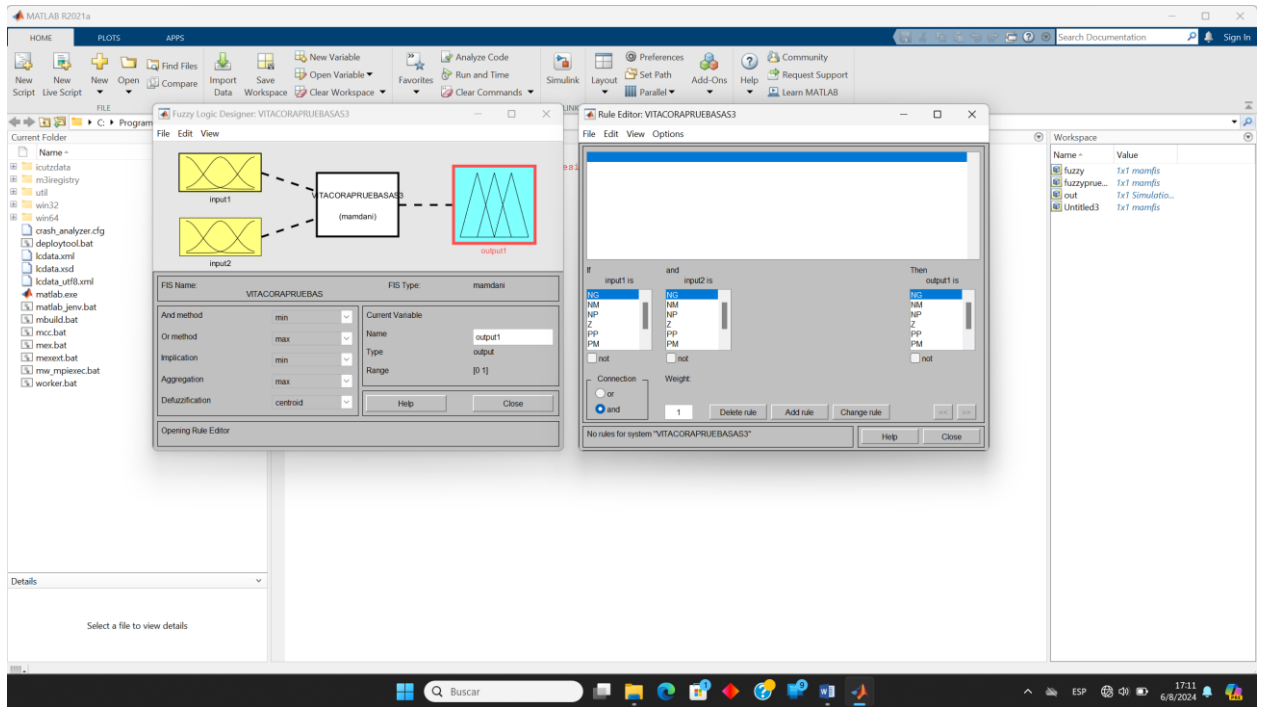 MATLAB R2021a
HOME PLOTS APPS Search Documentation Sign In
New Script
New Live Script
New
Open
Find Files
Compare
Import Data
Save Workspace
New Variable
Open Variable
Clear Workspace
Favorites
Analyze Code
Run and Time
Clear Commands
Simulink
Layout
Preferences
Set Path
Parallel
Add-Ons
Help
Community
Request Support
Learn MATLAB
FILE
C: Program
Current Folder
Name
icutzdata
m3iregistry
util
win32
win64
crash_analyzer.cfg
deploytool.bat
lcdata.xml
lcdata.xsd
lcdata_utf8.xml
matlab.exe
matlab_jenv.bat
mbuild.bat
mcc.bat
mex.bat
mexext.bat
mw_mpiexec.bat
worker.bat
Details
Select a file to view details
Fuzzy Logic Designer: VITACORAPRUEBASAS3
File Edit View
input1
input2
VITACORAPRUEBASAS3
(mamdani)
output1
FIS Name: VITACORAPRUEBAS FIS Type: mamdani
And method min
Or method max
Implication min
Aggregation max
Defuzzification centroid
Current Variable
Name output1
Type output
Range [0 1]
Help Close
Opening Rule Editor
esi
Rule Editor: VITACORAPRUEBASAS3
File Edit View Options
If and Then
input1 is input2 is output1 is
NG NG NG
NM NM NM
NP NP NP
Z Z Z
PP PP PP
PM PM PM
not not not
Connection Weight:
or
and 1 Delete rule Add rule Change rule << >>
No rules for system "VITACORAPRUEBASAS3" Help Close
Workspace
Name Value
fuzzy 1x1 mamfis
fuzzyprue... 1x1 mamfis
out 1x1 Simulatio...
Untitled3 1x1 mamfis
Buscar
1
9
ESP
17:11
6/8/2024